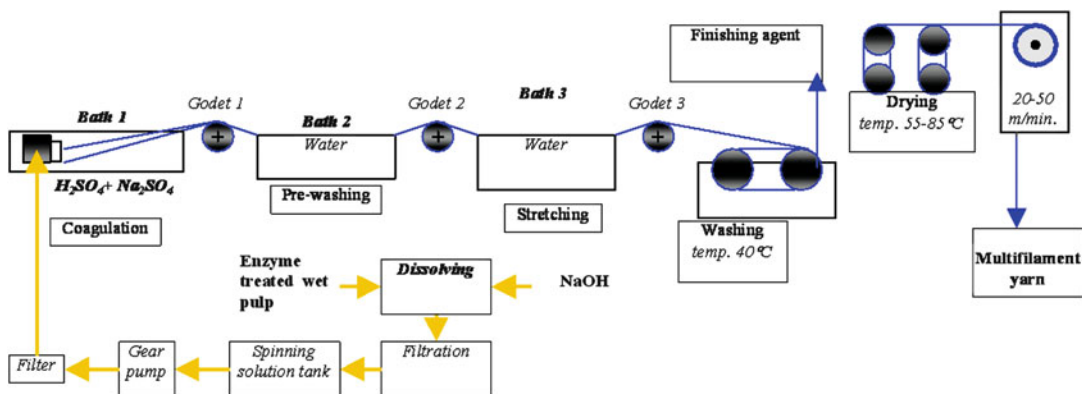 Finishing agent
Bath 3
Godet 1
Godet 2
Godet 3
Bath 1
Bath 2
Water
Water
Drying
temp. 55-85°C
20-50
m/min.
H₂SO₄+ Na₂SO₄
Pre-washing
Coagulation
Stretching
Washing
temp. 40°C
Multifilament
yarn
Enzyme
treated wet
pulp
Dissolving
NaOH
Filter
Gear
pump
Spinning
solution tank
Filtration